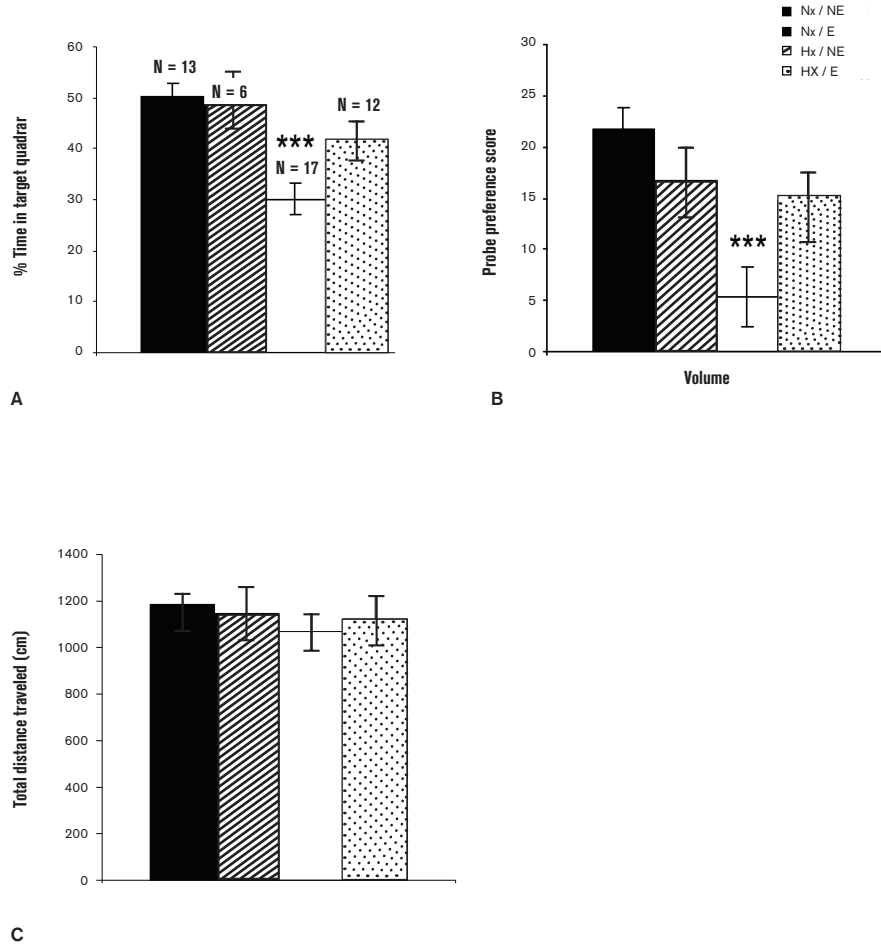 Nx / NE
Nx / E
Hx / NE
HX / E
% Time in target quadrar
60
50
40
30
20
10
0
N = 13
N = 6
***
N = 17
N = 12
A
Probe preference score
30
25
20
15
10
5
0
***
Volume
B
Total distance traveled (cm)
1400
1200
1000
800
600
400
200
0
C